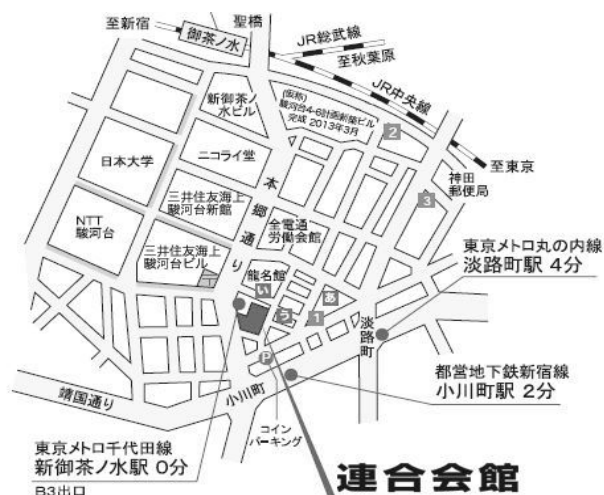 至新宿
聖橋
御茶ノ水
JR総武線
至秋葉原
JR中央線
新御茶ノ
水ビル
(仮称)
駿河台4-6計画新築ビル
完成 2013年3月
2
至東京
日本大学
ニコライ堂
本郷通り
神田
郵便局
3
三井住友海上
駿河台新館
全電通
労働会館
NTT
駿河台
三井住友海上
駿河台ビル
龍名館
い
あ
う
1
東京メトロ丸の内線
淡路町駅 4分
淡路町
P
都営地下鉄新宿線
小川町駅 2分
靖国通り
小川町
コイン
パーキング
東京メトロ千代田線
新御茶ノ水駅 0分
B3出口
連合会館